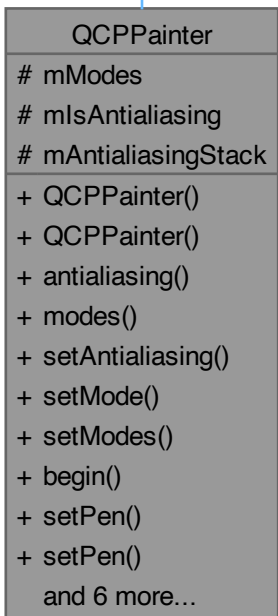 QCPPainter
# mModes
# mIsAntialiasing
# mAntialiasingStack
+ QCPPainter()
+ QCPPainter()
+ antialiasing()
+ modes()
+ setAntialiasing()
+ setMode()
+ setModes()
+ begin()
+ setPen()
+ setPen()
and 6 more...